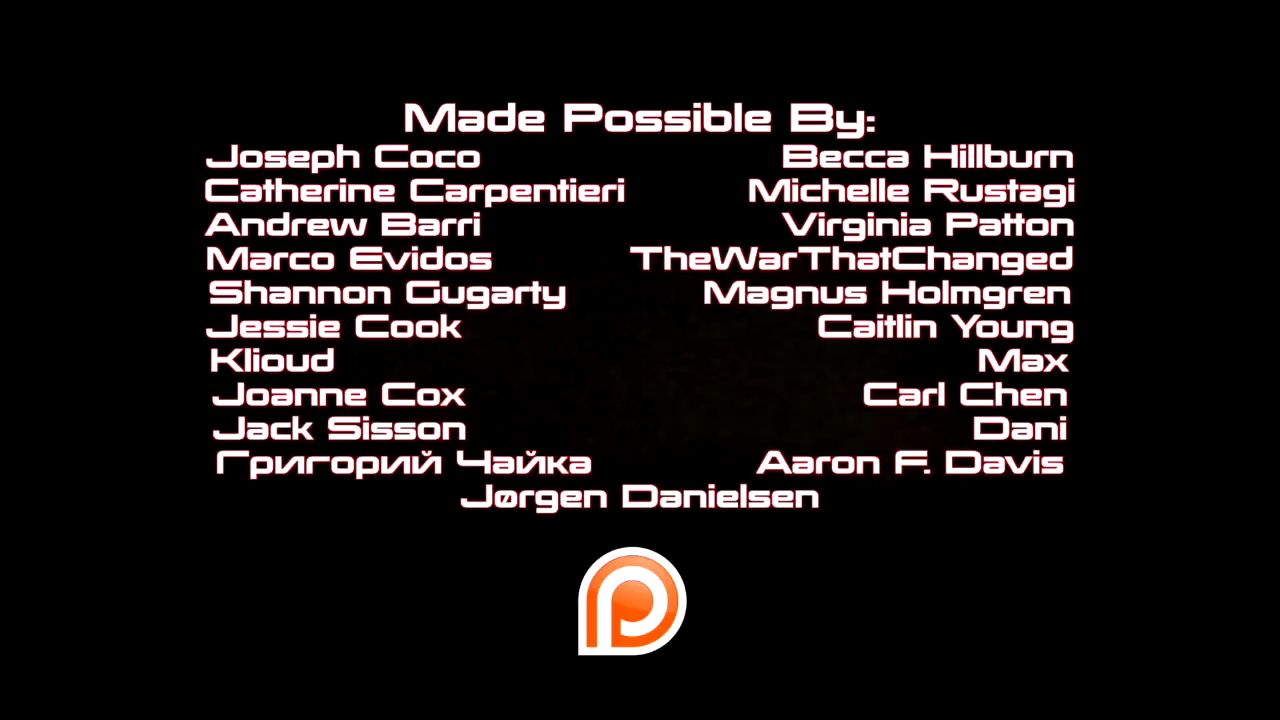 Made Possible By:
Joseph Coco Becca Hillburn
Catherine Carpentieri Michelle Rustagi
Andrew Barri Virginia Patton
Marco Evidos TheWarThatChanged
Shannon Gugarty Magnus Holmgren
Jessie Cook Caitlin Young
Klioud Max
Joanne Cox Carl Chen
Jack Sisson Dani
Григорий Чайка Aaron F. Davis
Jørgen Danielsen